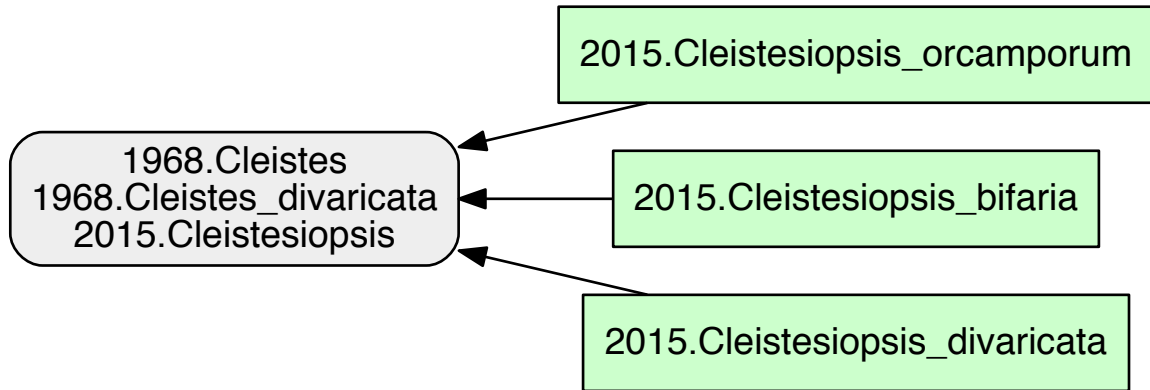 1968.Cleistes
1968.Cleistes_divaricata
2015.Cleistesiopsis
2015.Cleistesiopsis_orcamporum
2015.Cleistesiopsis_bifaria
2015.Cleistesiopsis_divaricata